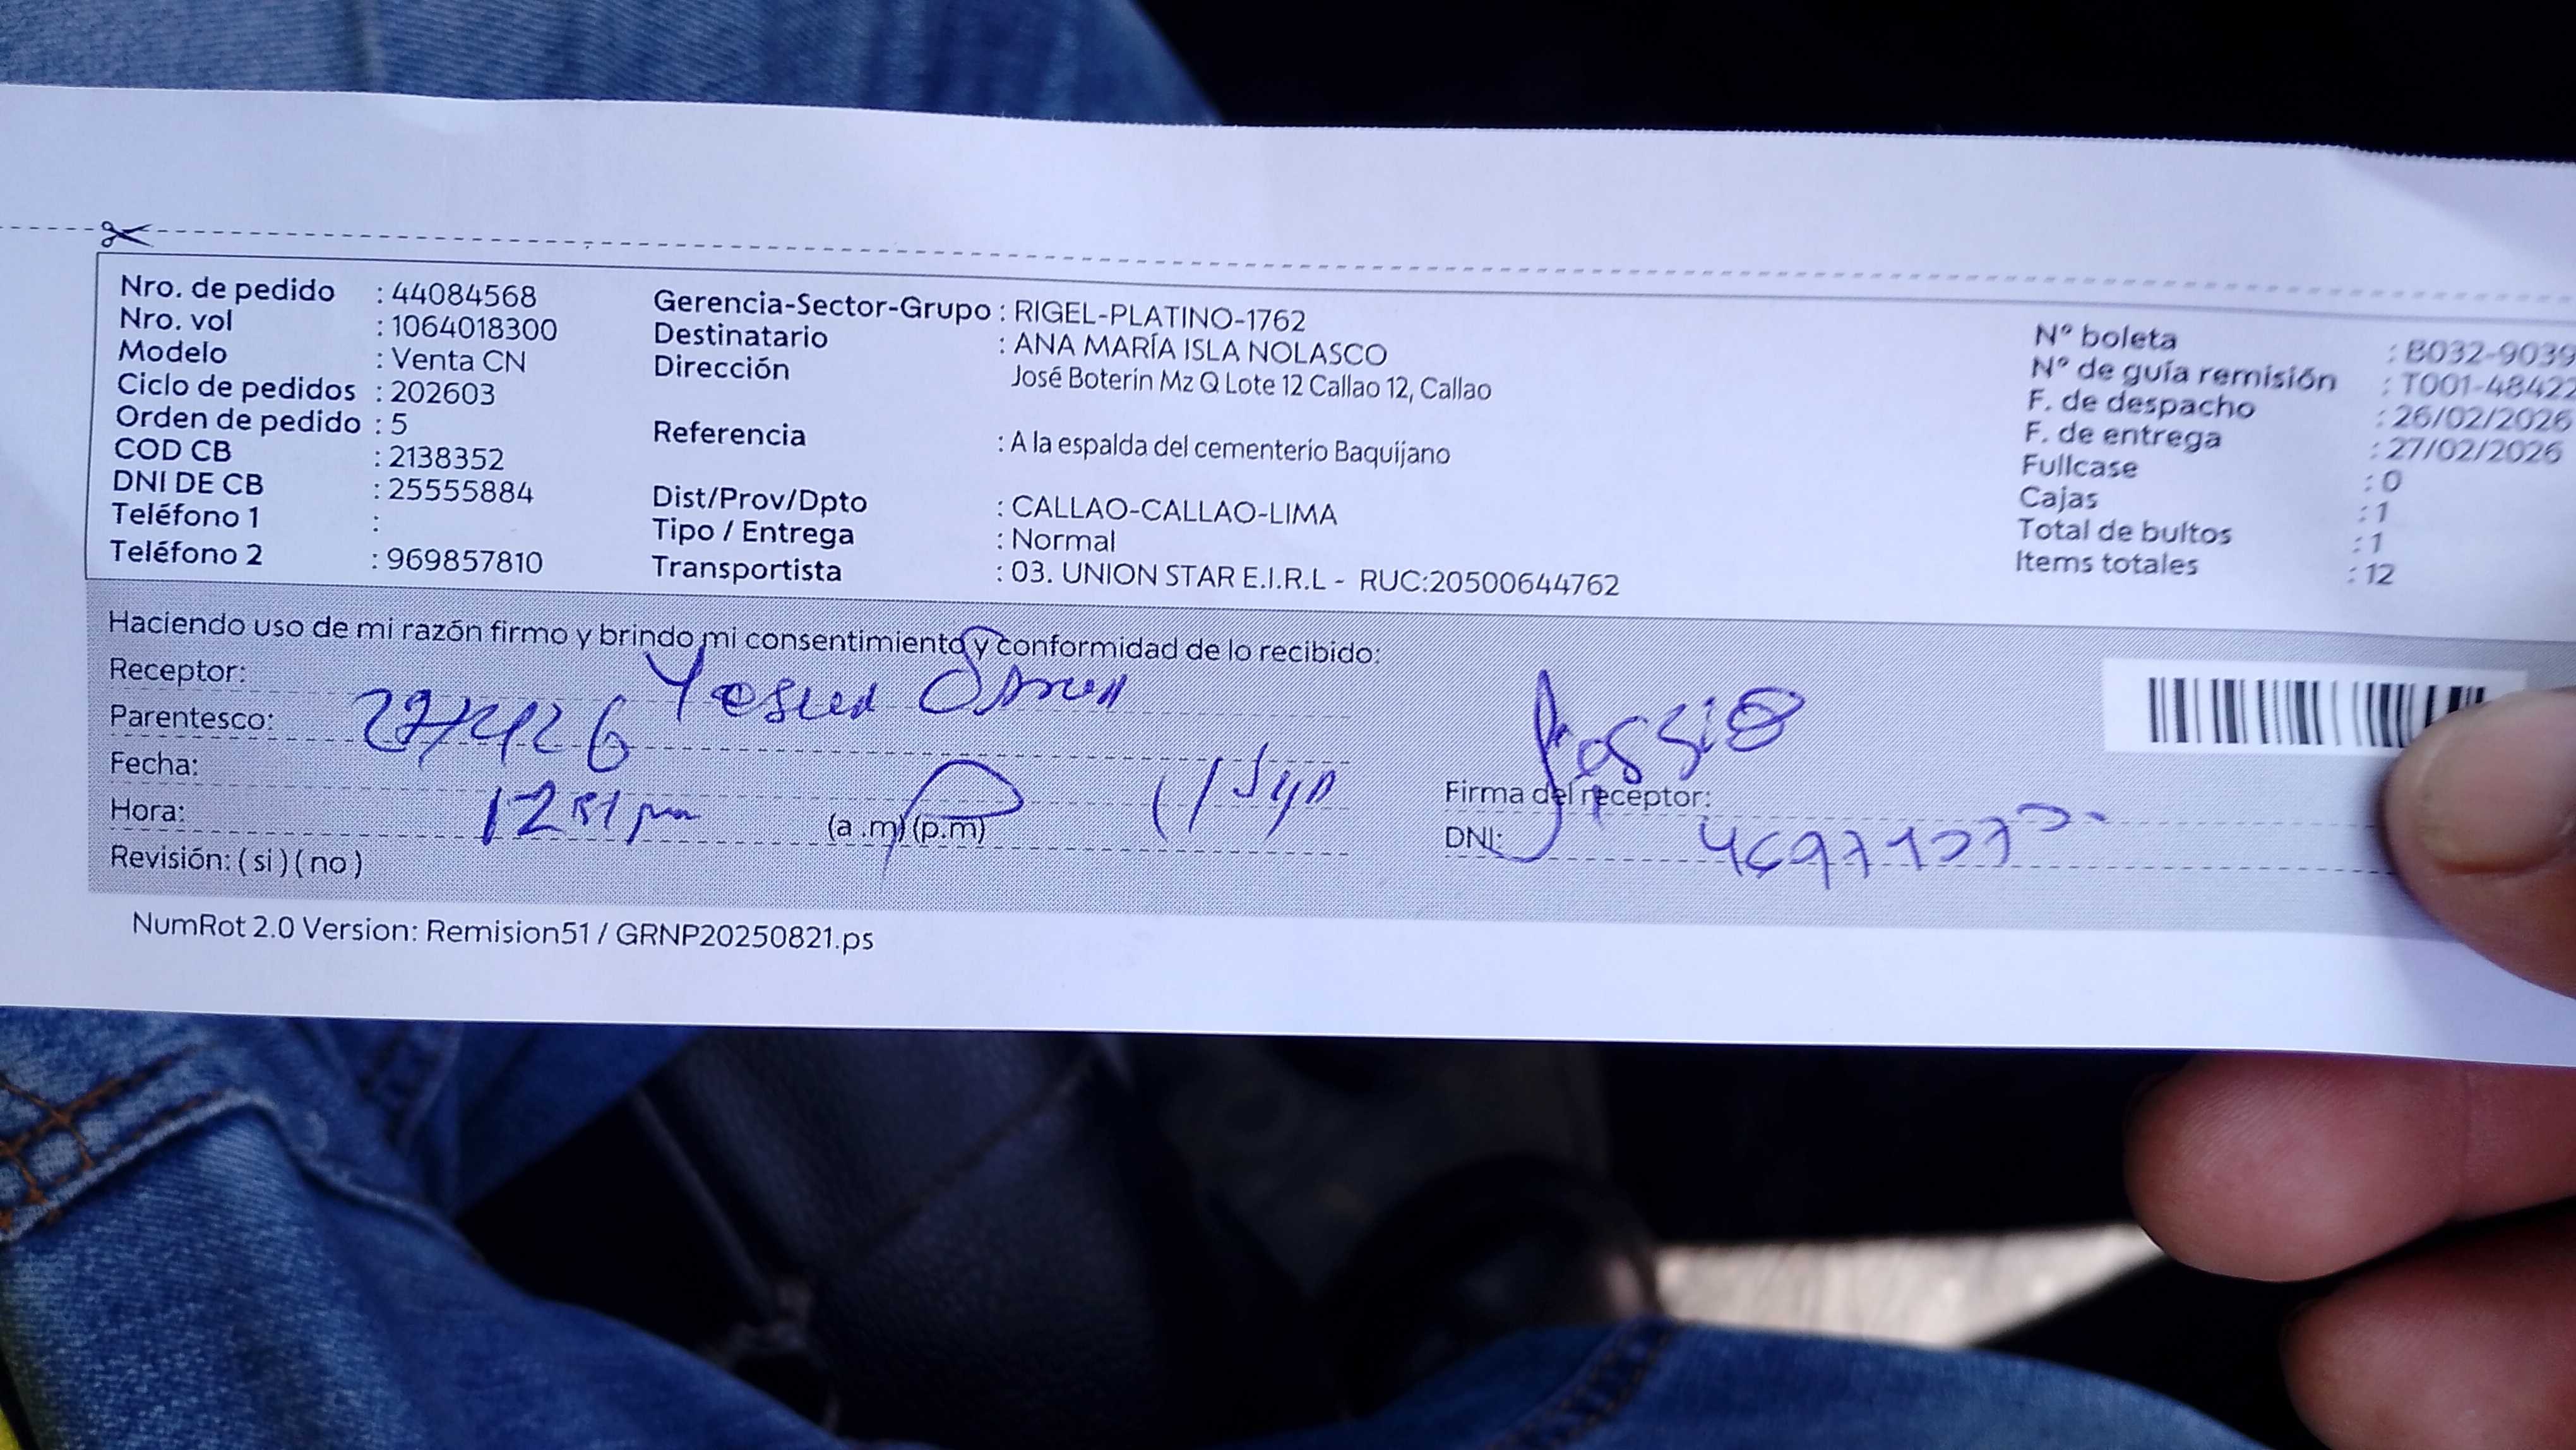 Nro. de pedido : 44084568
Nro. vol : 1064018300
Modelo : Venta CN
Ciclo de pedidos : 202603
Orden de pedido : 5
COD CB : 2138352
DNI DE CB : 25555884
Teléfono 1 :
Teléfono 2 : 969857810
Gerencia-Sector-Grupo : RIGEL-PLATINO-1762
Destinatario : ANA MARÍA ISLA NOLASCO
Dirección José Boterín Mz Q Lote 12 Callao 12, Callao
Referencia : A la espalda del cementerio Baquijano
Dist/Prov/Dpto : CALLAO-CALLAO-LIMA
Tipo / Entrega : Normal
Transportista : 03. UNION STAR E.I.R.L - RUC:20500644762
N° boleta : B032-9039
N° de guía remisión : T001-48422
F. de despacho : 26/02/2026
F. de entrega : 27/02/2026
Fullcase : 0
Cajas : 1
Total de bultos : 1
Items totales : 12
Haciendo uso de mi razón firmo y brindo mi consentimiento y conformidad de lo recibido:
Receptor:
Parentesco:
Fecha:
Hora: (a .m) (p.m)
Revisión: ( si ) ( no )
Firma del receptor:
DNI:
NumRot 2.0 Version: Remision51 / GRNP20250821.ps